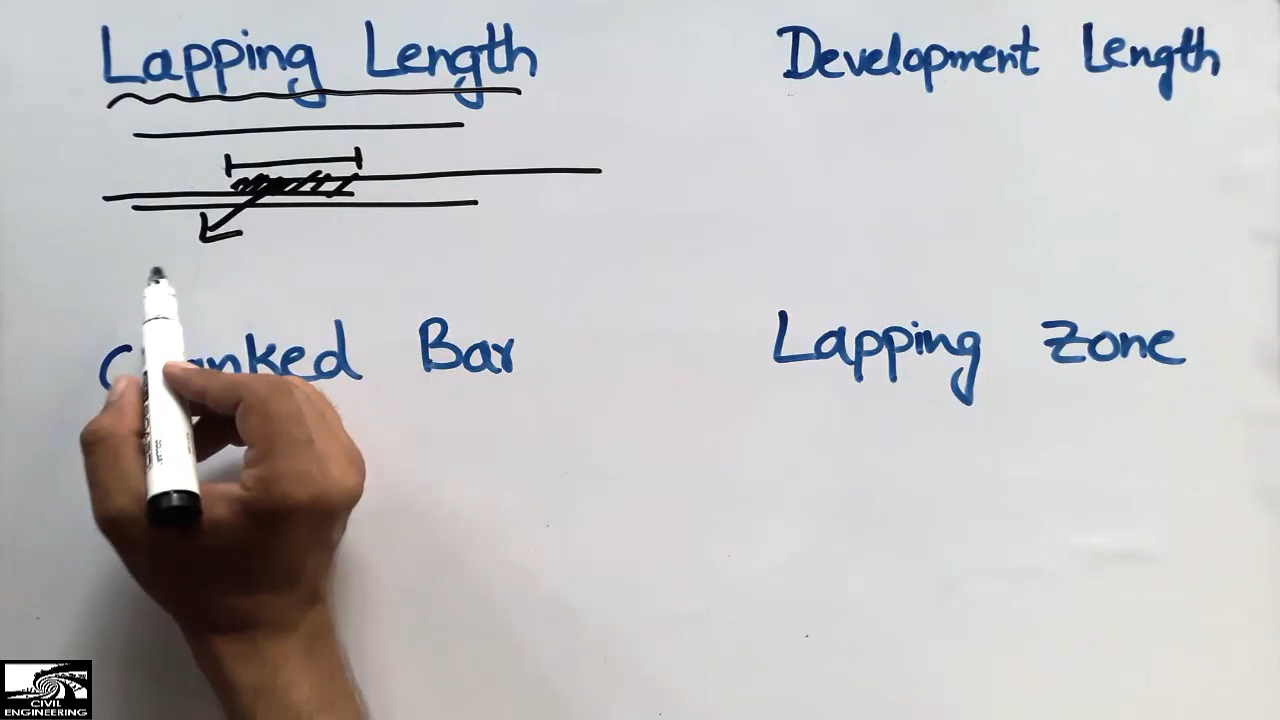 Lapping Length
Development Length
Bar
Lapping Zone
CIVIL
ENGINEERING